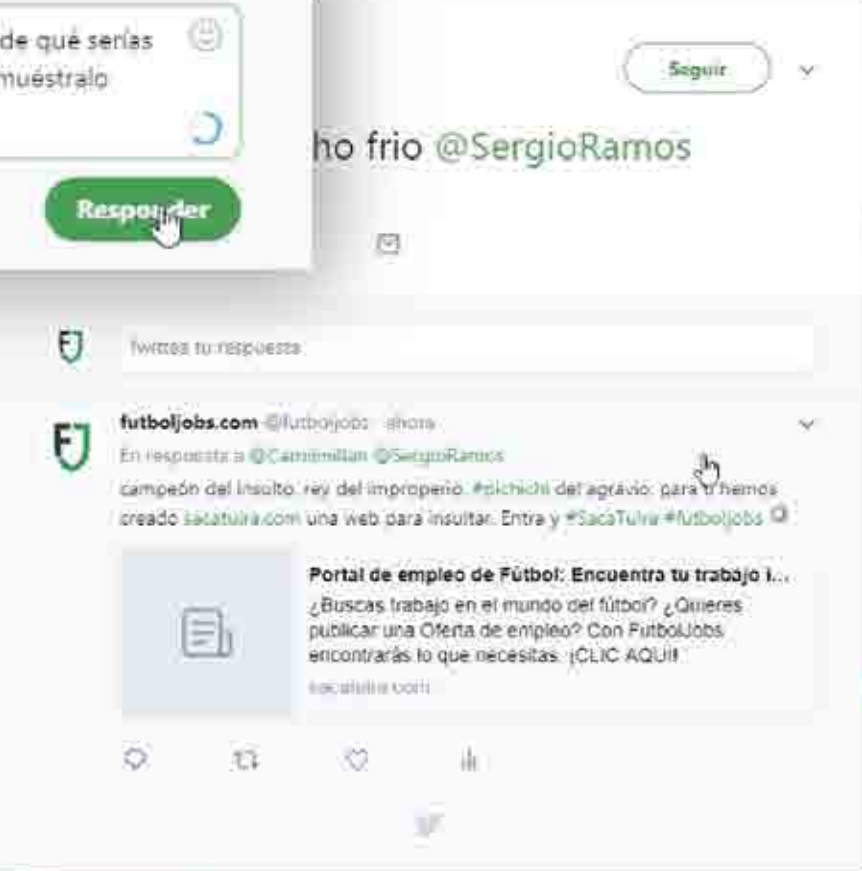 de qué serías
muéstralo
Responder
Seguir
ho frio @SergioRamos
Twittea tu respuesta
futboljobs.com @futboljobs · ahora
En respuesta a @Camiimillan @SergioRamos
campeón del insulto, rey del improperio, #pichichi del agravio, para ti hemos
creado sacatuira.com una web para insultar. Entra y #SacaTuIra #futboljobs
Portal de empleo de Fútbol: Encuentra tu trabajo i...
¿Buscas trabajo en el mundo del fútbol? ¿Quieres
publicar una Oferta de empleo? Con FutbolJobs
encontrarás lo que necesitas. ¡CLIC AQUÍ!
sacatuira.com